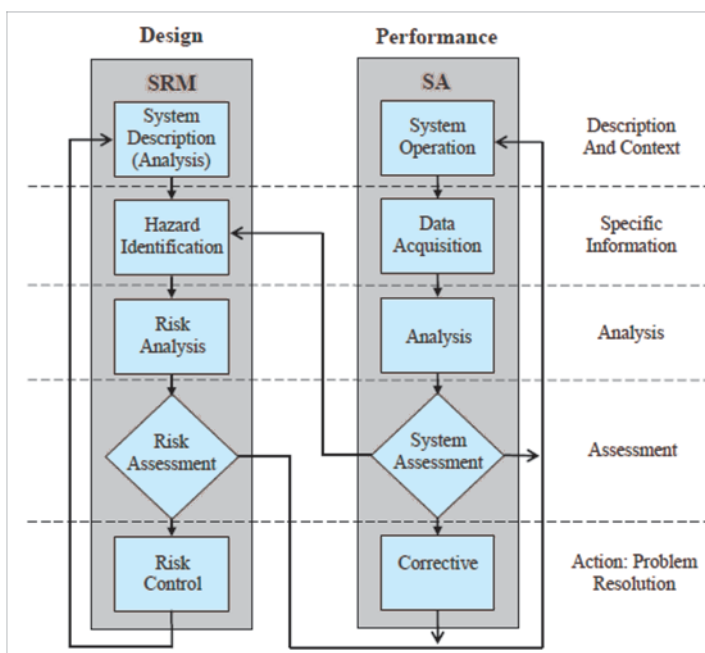 Design
Performance
SRM
SA
System
Description
(Analysis)
System
Operation
Description
And Context
Hazard
Identification
Data
Acquisition
Specific
Information
Risk
Analysis
Analysis
Analysis
Risk
Assessment
System
Assessment
Assessment
Risk
Control
Corrective
Action: Problem
Resolution